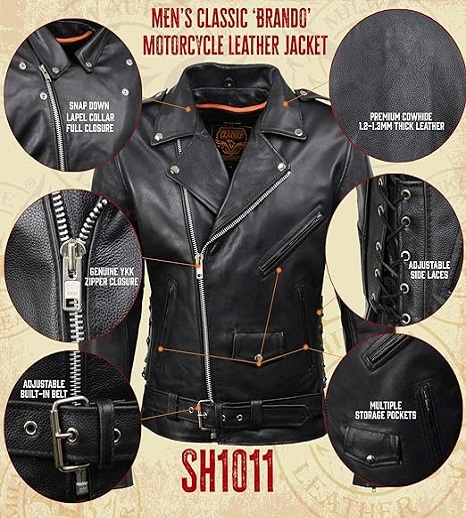 MEN'S CLASSIC 'BRANDO'
MOTORCYCLE LEATHER JACKET
SNAP DOWN
LAPEL COLLAR
FULL CLOSURE
PREMIUM COWHIDE
1.2-1.3MM THICK LEATHER
GENUINE YKK
ZIPPER CLOSURE
ADJUSTABLE
SIDE LACES
ADJUSTABLE
BUILT-IN BELT
MULTIPLE
STORAGE POCKETS
SH1011